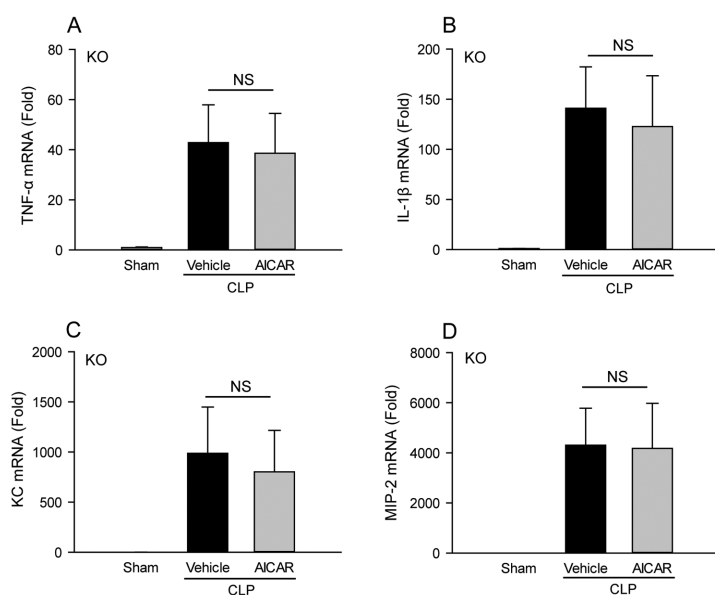 A
KO
TNF-α mRNA (Fold)
80
60
40
20
0
NS
Sham
Vehicle
AICAR
CLP
B
KO
IL-1β mRNA (Fold)
200
150
100
50
0
NS
Sham
Vehicle
AICAR
CLP
C
KO
KC mRNA (Fold)
2000
1500
1000
500
0
NS
Sham
Vehicle
AICAR
CLP
D
KO
MIP-2 mRNA (Fold)
8000
6000
4000
2000
0
NS
Sham
Vehicle
AICAR
CLP